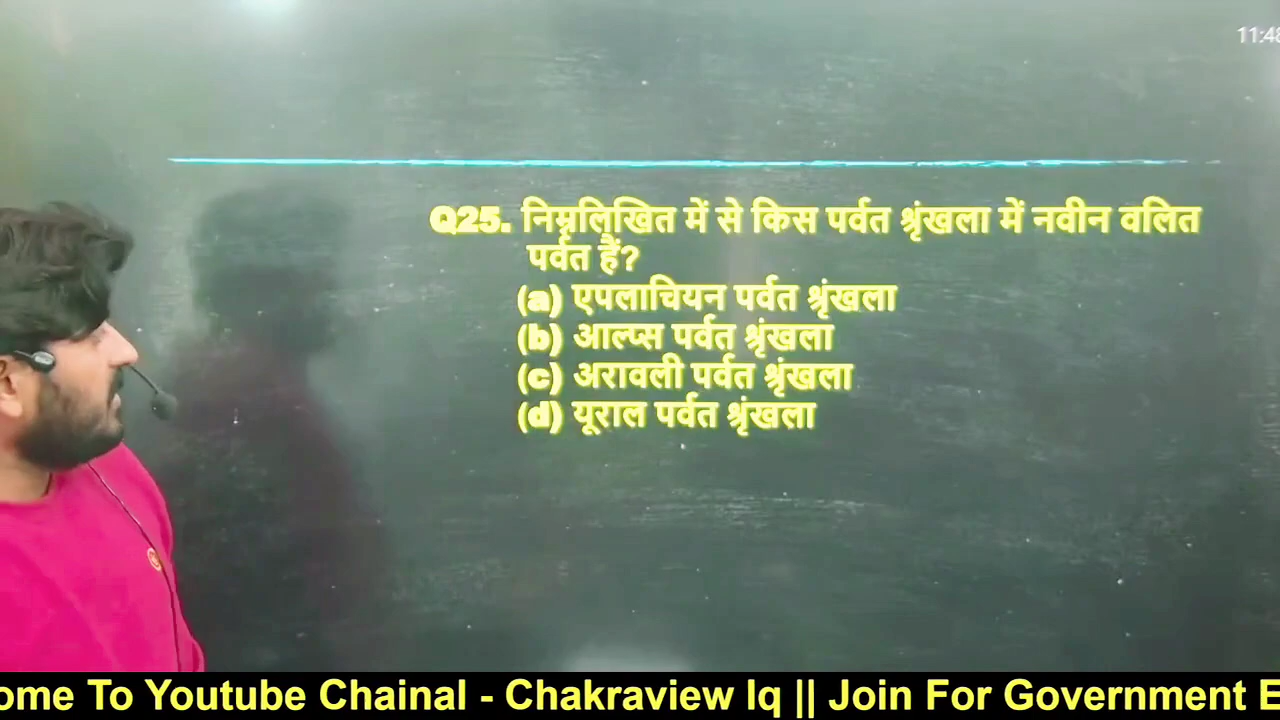 11:48
Q25. निम्नलिखित में से किस पर्वत श्रृंखला में नवीन वलित
पर्वत हैं?
(a) एपलाचियन पर्वत श्रृंखला
(b) आल्प्स पर्वत श्रृंखला
(c) अरावली पर्वत श्रृंखला
(d) यूराल पर्वत श्रृंखला
ome To Youtube Chainal - Chakraview Iq || Join For Government E